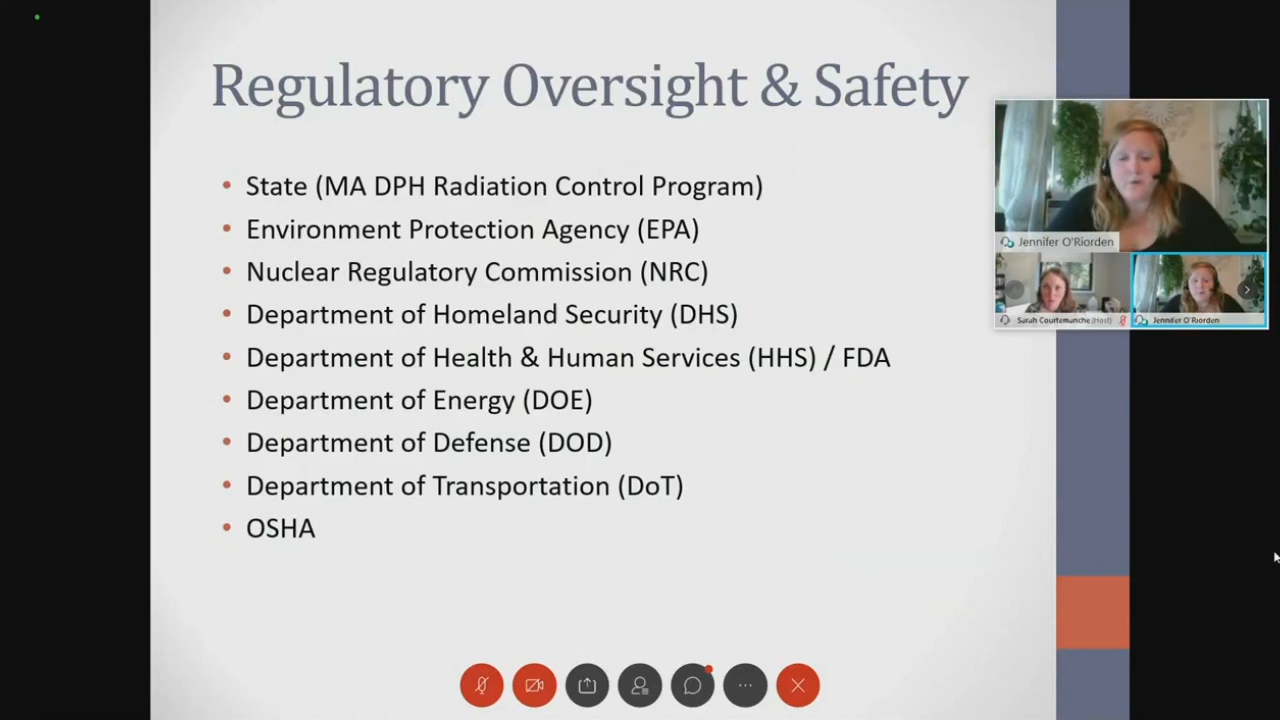 Regulatory Oversight & Safety
• State (MA DPH Radiation Control Program)
• Environment Protection Agency (EPA)
• Nuclear Regulatory Commission (NRC)
• Department of Homeland Security (DHS)
• Department of Health & Human Services (HHS) / FDA
• Department of Energy (DOE)
• Department of Defense (DOD)
• Department of Transportation (DoT)
• OSHA
Jennifer O'Riorden
Sarah Courtemanche (Host)
Jennifer O'Riorden